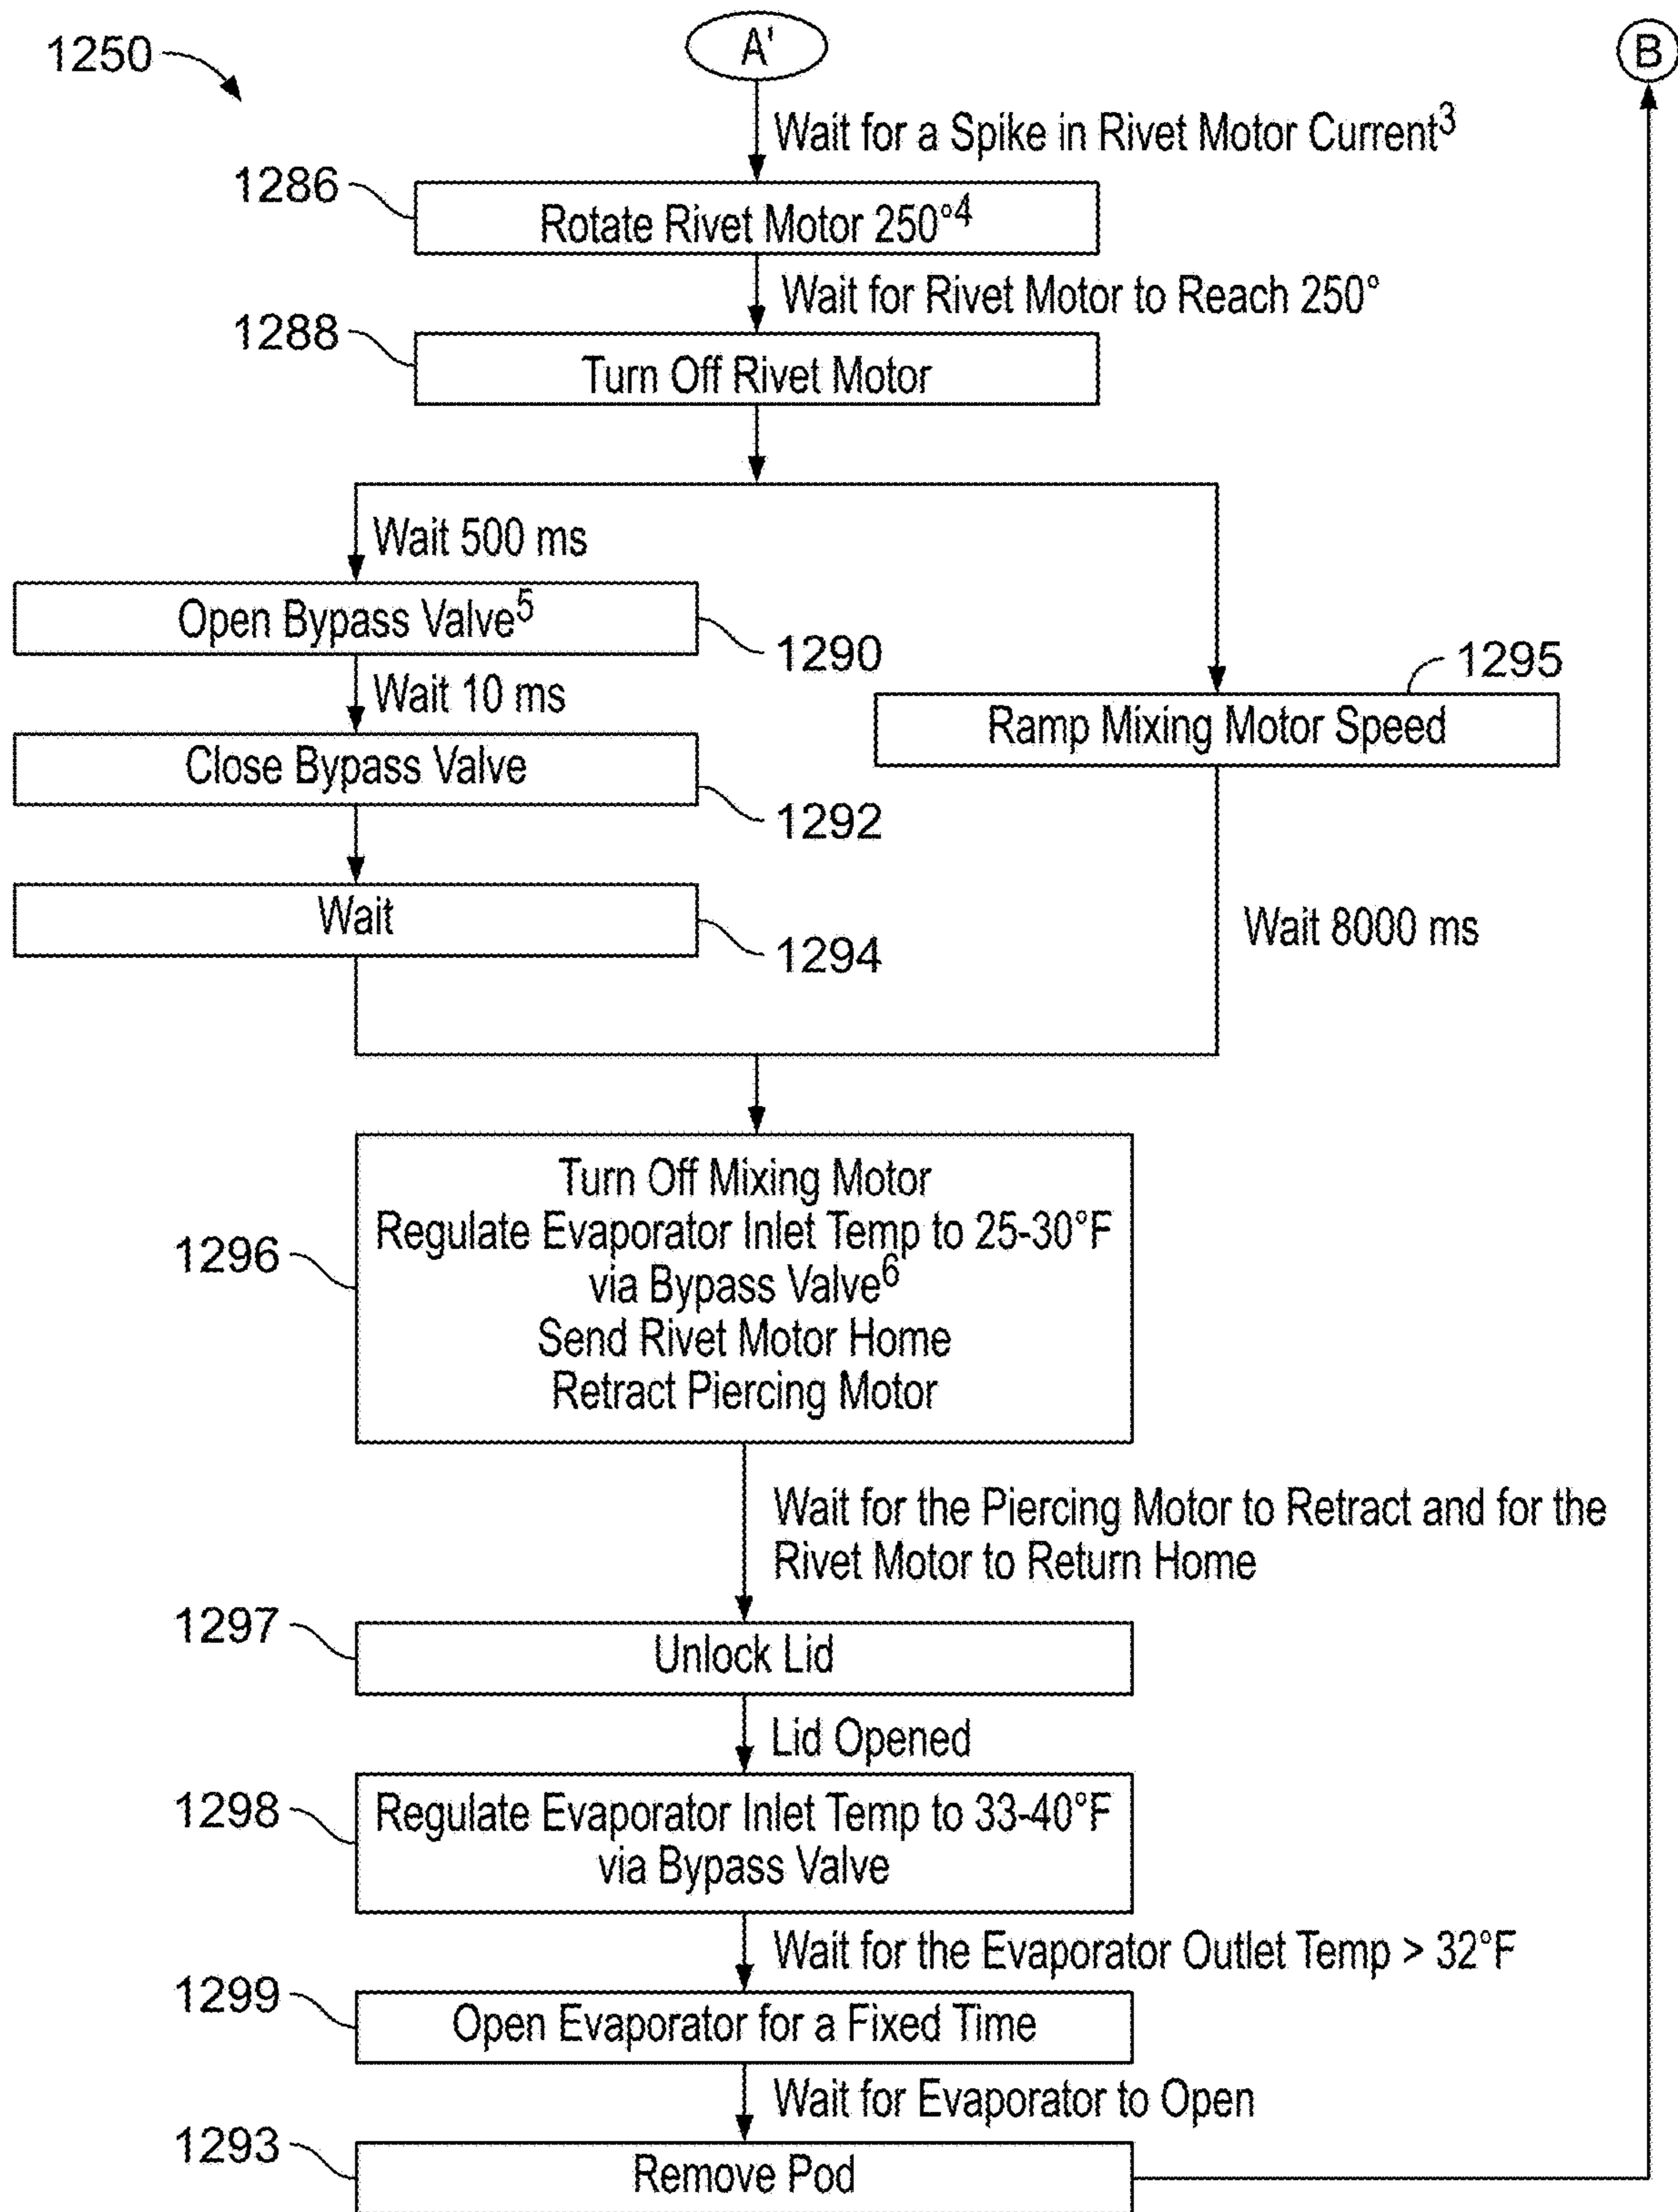 1250
A'
B
Wait for a Spike in Rivet Motor Current3
1286
Rotate Rivet Motor 250°4
Wait for Rivet Motor to Reach 250°
1288
Turn Off Rivet Motor
Wait 500 ms
Open Bypass Valve5
1290
Wait 10 ms
1295
Ramp Mixing Motor Speed
Close Bypass Valve
1292
Wait
1294
Wait 8000 ms
1296
Turn Off Mixing Motor
Regulate Evaporator Inlet Temp to 25-30°F
via Bypass Valve6
Send Rivet Motor Home
Retract Piercing Motor
Wait for the Piercing Motor to Retract and for the
Rivet Motor to Return Home
1297
Unlock Lid
Lid Opened
1298
Regulate Evaporator Inlet Temp to 33-40°F
via Bypass Valve
Wait for the Evaporator Outlet Temp > 32°F
1299
Open Evaporator for a Fixed Time
Wait for Evaporator to Open
1293
Remove Pod